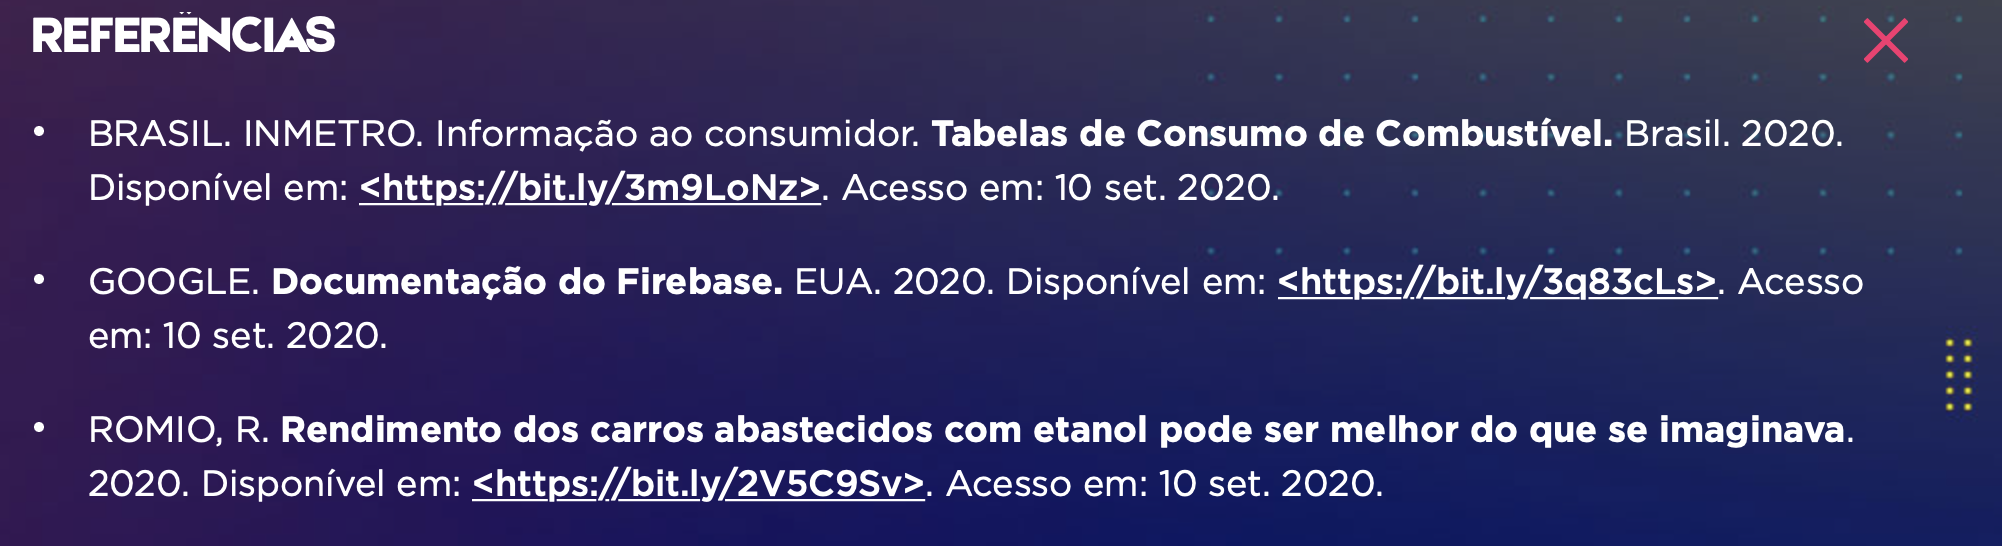 REFERÊNCIAS
• BRASIL. INMETRO. Informação ao consumidor. Tabelas de Consumo de Combustível. Brasil. 2020.
Disponível em: <https://bit.ly/3m9LoNz>. Acesso em: 10 set. 2020.
• GOOGLE. Documentação do Firebase. EUA. 2020. Disponível em: <https://bit.ly/3q83cLs>. Acesso
em: 10 set. 2020.
• ROMIO, R. Rendimento dos carros abastecidos com etanol pode ser melhor do que se imaginava.
2020. Disponível em: <https://bit.ly/2V5C9Sv>. Acesso em: 10 set. 2020.